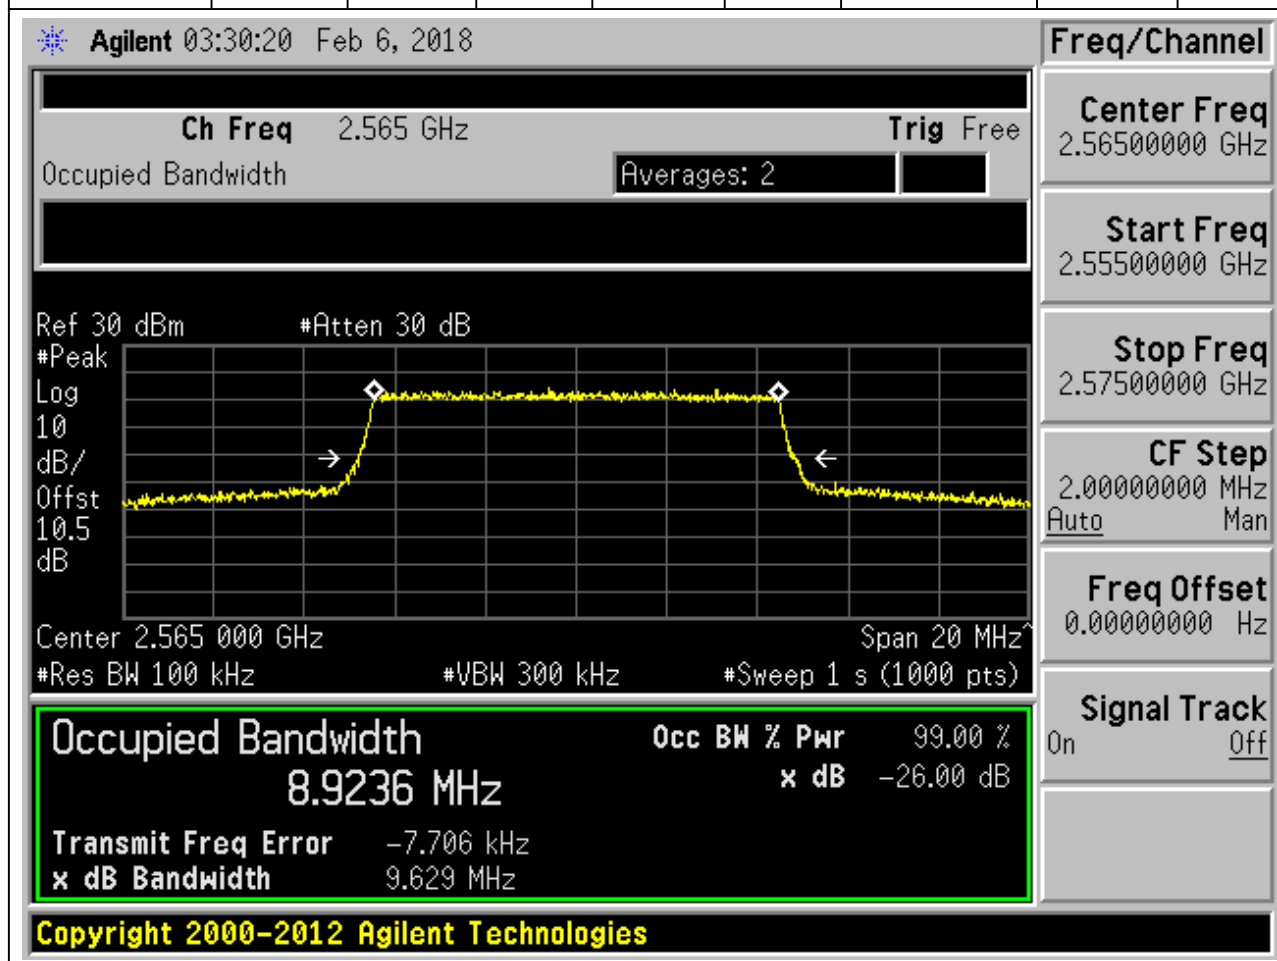 Agilent 03:30:20 Feb 6, 2018
Freq/Channel
Ch Freq 2.565 GHz Trig Free
Occupied Bandwidth Averages: 2
Ref 30 dBm #Atten 30 dB
#Peak
Log
10
dB/
Offst
10.5
dB
Center 2.565 000 GHz Span 20 MHz^
#Res BW 100 kHz #VBW 300 kHz #Sweep 1 s (1000 pts)
Occupied Bandwidth Occ BW % Pwr 99.00 %
8.9236 MHz x dB -26.00 dB
Transmit Freq Error -7.706 kHz
x dB Bandwidth 9.629 MHz
Copyright 2000-2012 Agilent Technologies
Center Freq
2.56500000 GHz
Start Freq
2.55500000 GHz
Stop Freq
2.57500000 GHz
CF Step
2.00000000 MHz
Auto Man
Freq Offset
0.00000000 Hz
Signal Track
On Off